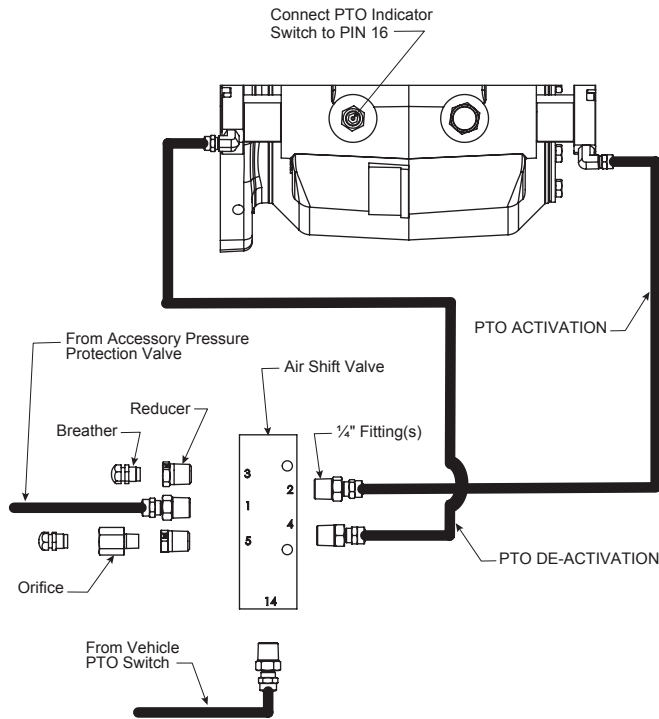 Connect PTO Indicator
Switch to PIN 16
PTO ACTIVATION
From Accessory Pressure
Protection Valve
Air Shift Valve
Reducer
Breather
¼" Fitting(s)
3
2
1
4
5
PTO DE-ACTIVATION
Orifice
14
From Vehicle
PTO Switch